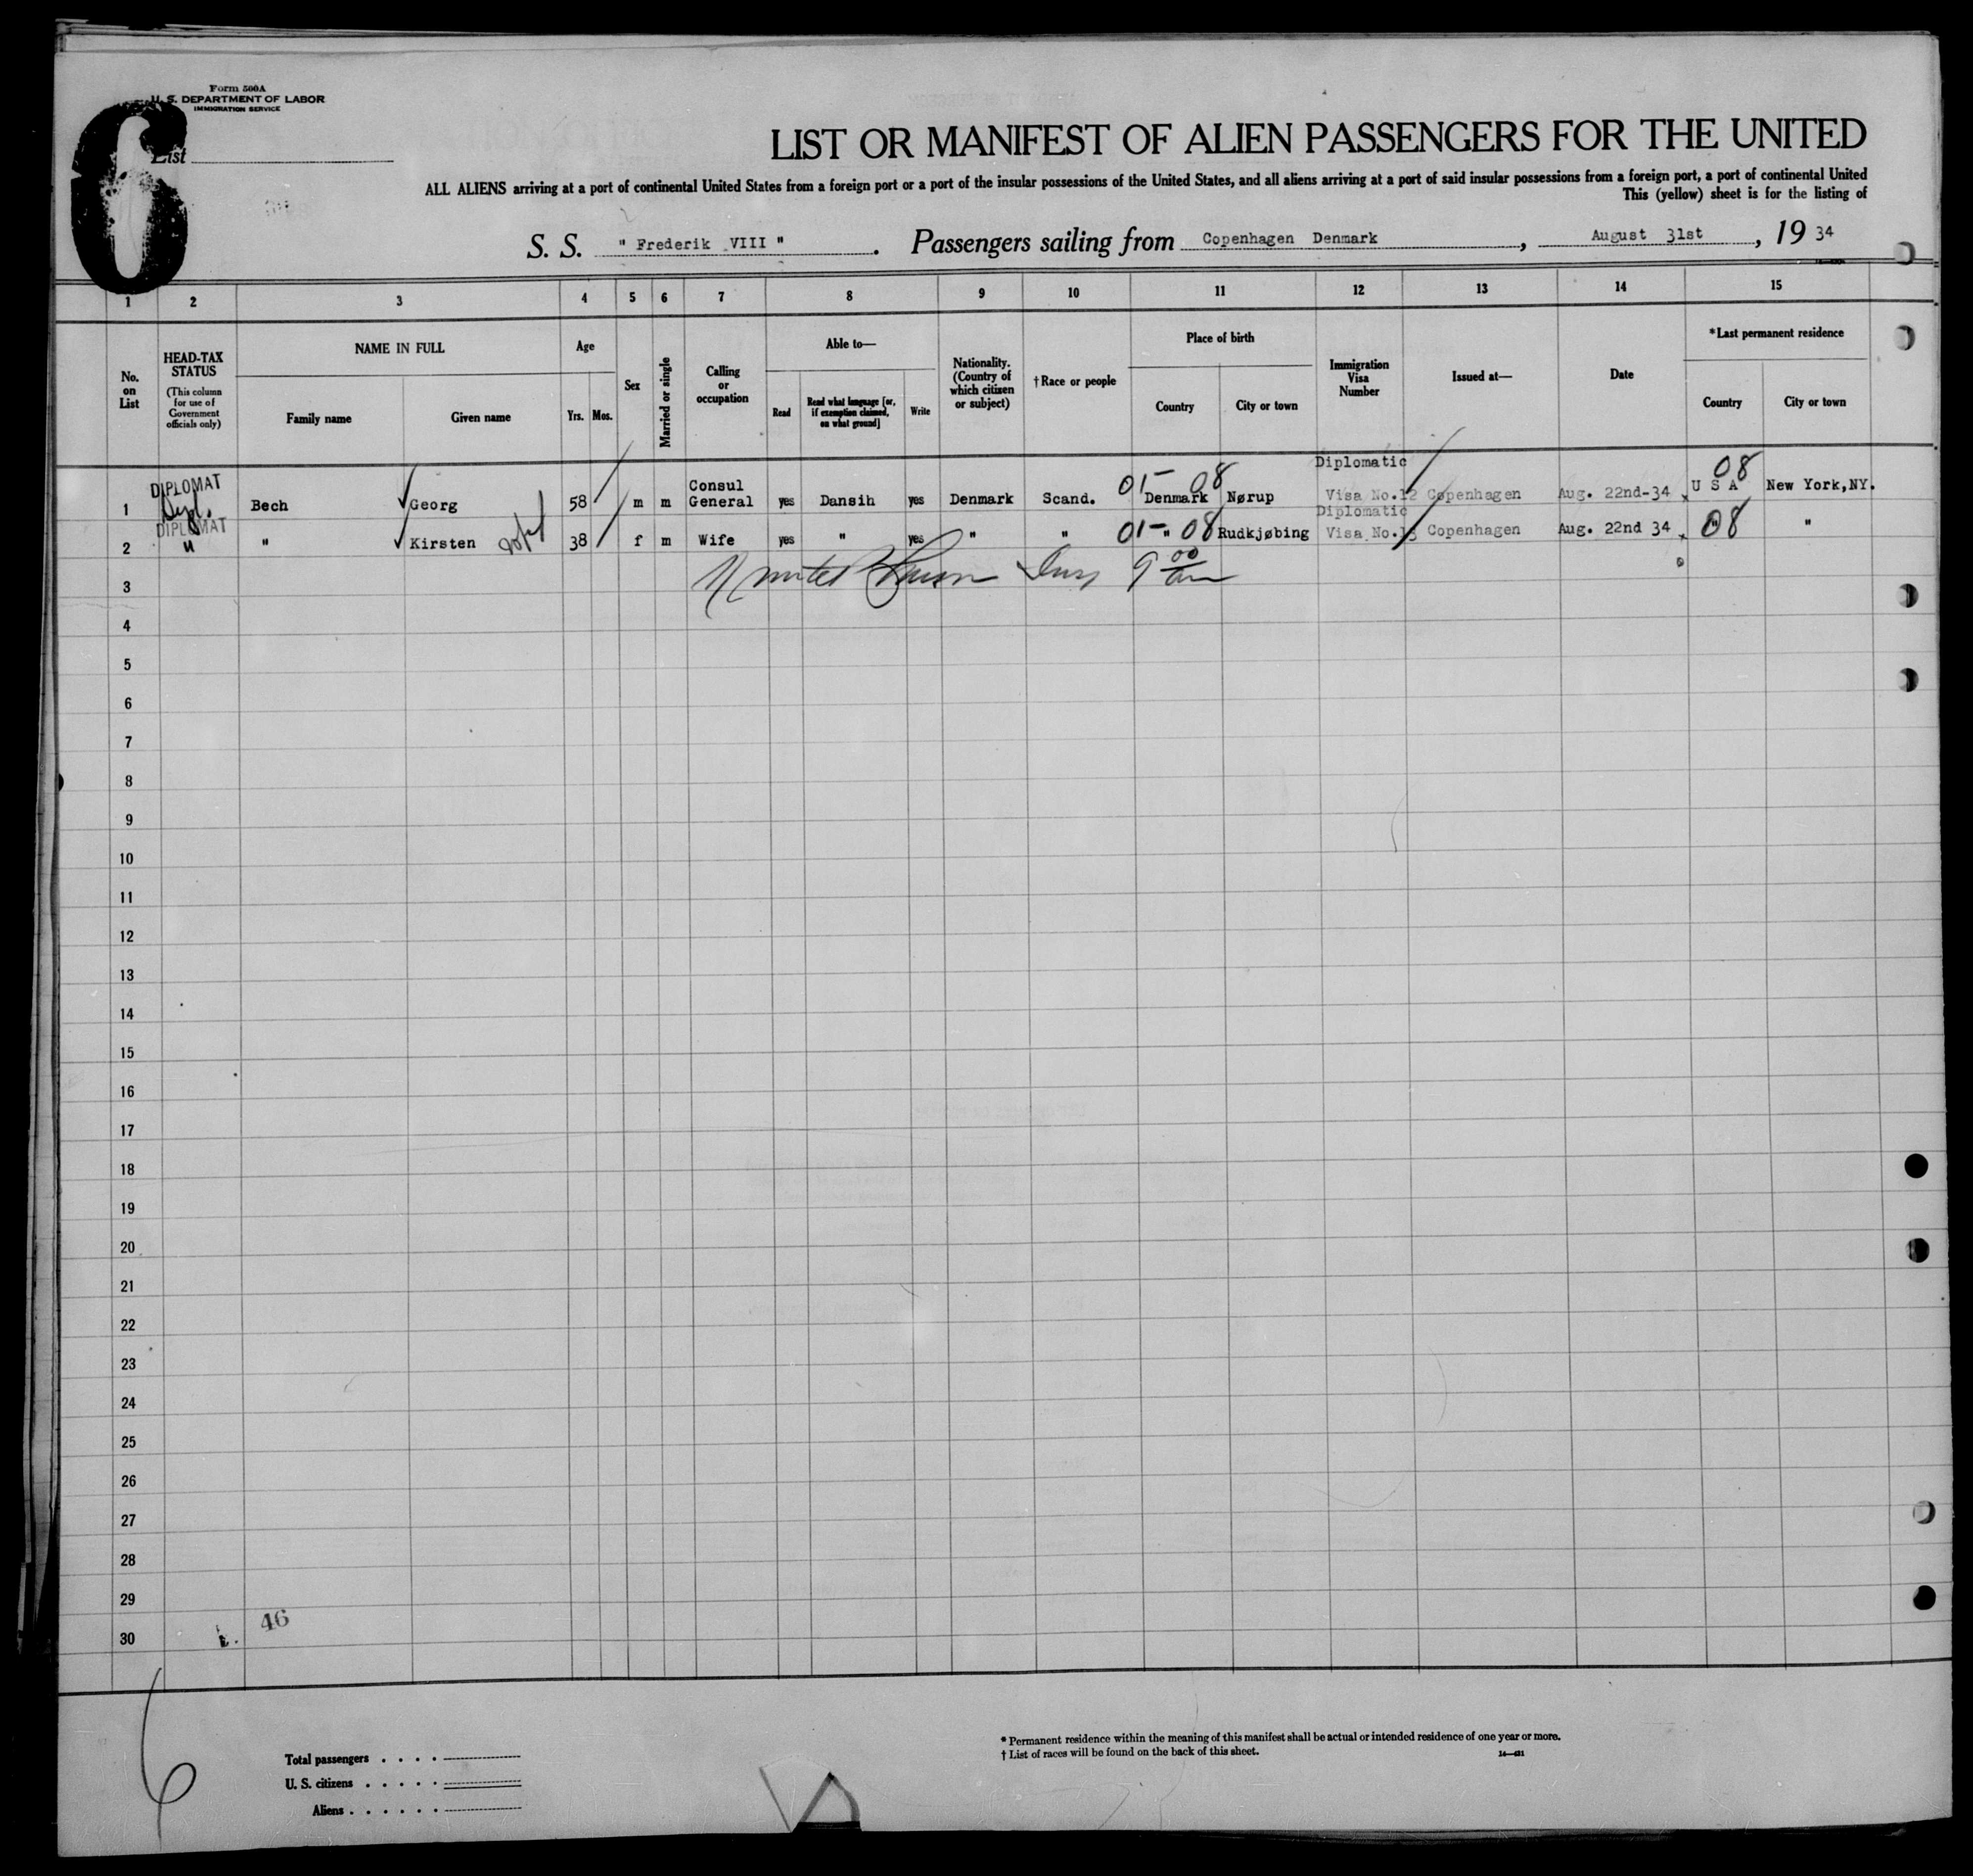 Form 500A
U. S. DEPARTMENT OF LABOR
IMMIGRATION SERVICE
6
List
LIST OR MANIFEST OF ALIEN PASSENGERS FOR THE UNITED
ALL ALIENS arriving at a port of continental United States from a foreign port or a port of the insular possessions of the United States, and all aliens arriving at a port of said insular possessions from a foreign port, a port of continental United
This (yellow) sheet is for the listing of
S. S. " Frederik VIII " . Passengers sailing from Copenhagen Denmark , August 31st , 19 34
1 2 3 4 5 6 7 8 9 10 11 12 13 14 15
No. on List
HEAD-TAX STATUS
(This column for use of Government officials only)
NAME IN FULL
Family name Given name
Age
Yrs. Mos.
Sex
Married or single
Calling or occupation
Able to—
Read
Read what language [or, if exemption claimed, on what ground]
Write
Nationality. (Country of which citizen or subject)
† Race or people
Place of birth
Country City or town
Immigration Visa Number
Issued at—
Date
*Last permanent residence
Country City or town
1 DIPLOMAT Dipl. Bech Georg 58 m m Consul General yes Dansih yes Denmark Scand. 01- 08 Denmark Nørup Diplomatic Visa No.12 Copenhagen Aug. 22nd-34 08 U S A New York,NY.
2 DIPLOMAT " " Kirsten 38 f m Wife yes " yes " " 01- " 08 Rudkjøbing Diplomatic Visa No.13 Copenhagen Aug. 22nd 34 " 08 "
3 9 00
4
5
6
7
8
9
10
11
12
13
14
15
16
17
18
19
20
21
22
23
24
25
26
27
28
29
46
30
6
Total passengers . . . .
U. S. citizens . . . . .
Aliens . . . . . .
* Permanent residence within the meaning of this manifest shall be actual or intended residence of one year or more.
† List of races will be found on the back of this sheet.